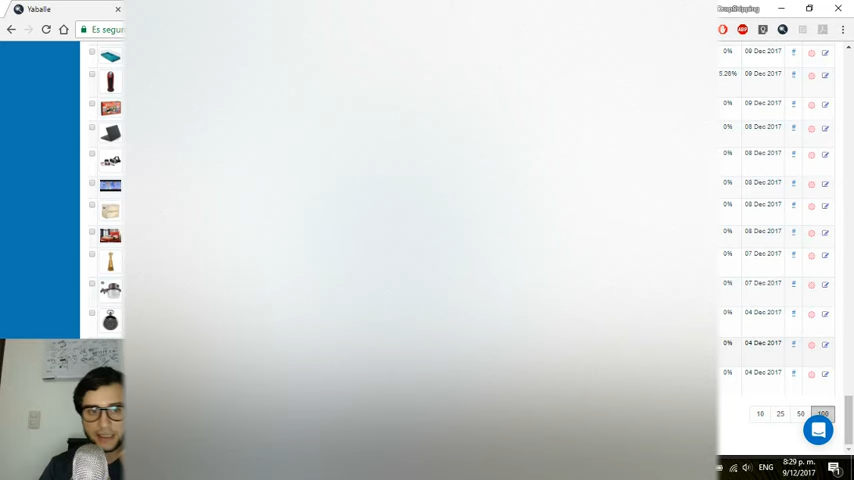 Yaballe
DropShipping
Es segu
0% 09 Dec 2017
5.26% 09 Dec 2017
0% 09 Dec 2017
0% 08 Dec 2017
0% 08 Dec 2017
0% 08 Dec 2017
0% 08 Dec 2017
0% 08 Dec 2017
0% 07 Dec 2017
0% 07 Dec 2017
0% 04 Dec 2017
0% 04 Dec 2017
0% 04 Dec 2017
10 25 50 100
ENG
8:29 p. m.
9/12/2017